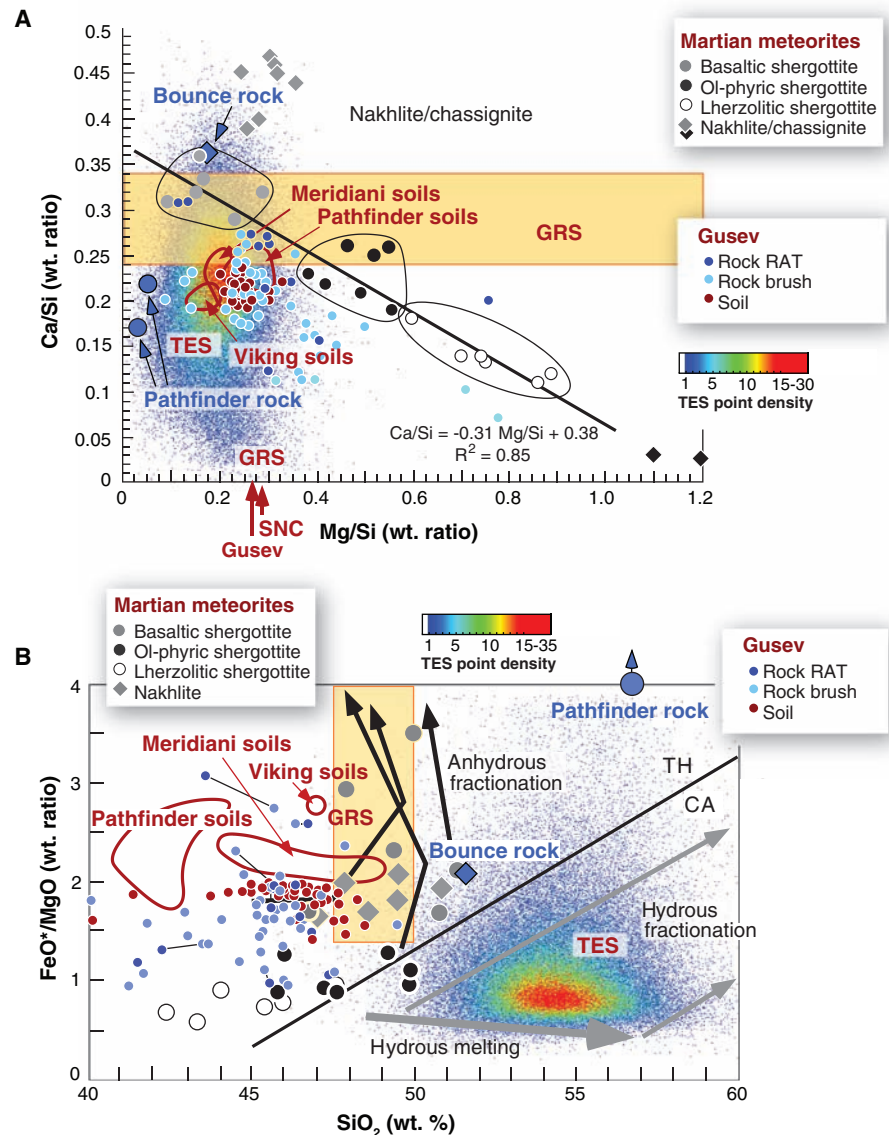 A
Martian meteorites
Basaltic shergottite
Ol-phyric shergottite
Lherzolitic shergottite
Nakhlite/chassignite
Gusev
Rock RAT
Rock brush
Soil
1 5 10 15-30
TES point density
0.5
0.45
0.4
0.35
0.3
0.25
0.2
0.15
0.1
0.05
0
Ca/Si (wt. ratio)
Bounce rock
Nakhlite/chassignite
Meridiani soils
Pathfinder soils
GRS
TES
Viking soils
Pathfinder rock
Ca/Si = -0.31 Mg/Si + 0.38
R² = 0.85
GRS
0 0.2 0.4 0.6 0.8 1.0 1.2
SNC
Mg/Si (wt. ratio)
Gusev
B
Martian meteorites
Basaltic shergottite
Ol-phyric shergottite
Lherzolitic shergottite
Nakhlite
1 5 10 15-35
TES point density
Gusev
Rock RAT
Rock brush
Soil
4
3
2
1
0
FeO*/MgO (wt. ratio)
Pathfinder rock
Meridiani soils
Viking soils
GRS
Pathfinder soils
Anhydrous
fractionation
TH
CA
Bounce rock
Hydrous
fractionation
TES
Hydrous melting
40 45 50 55 60
SiO₂ (wt. %)